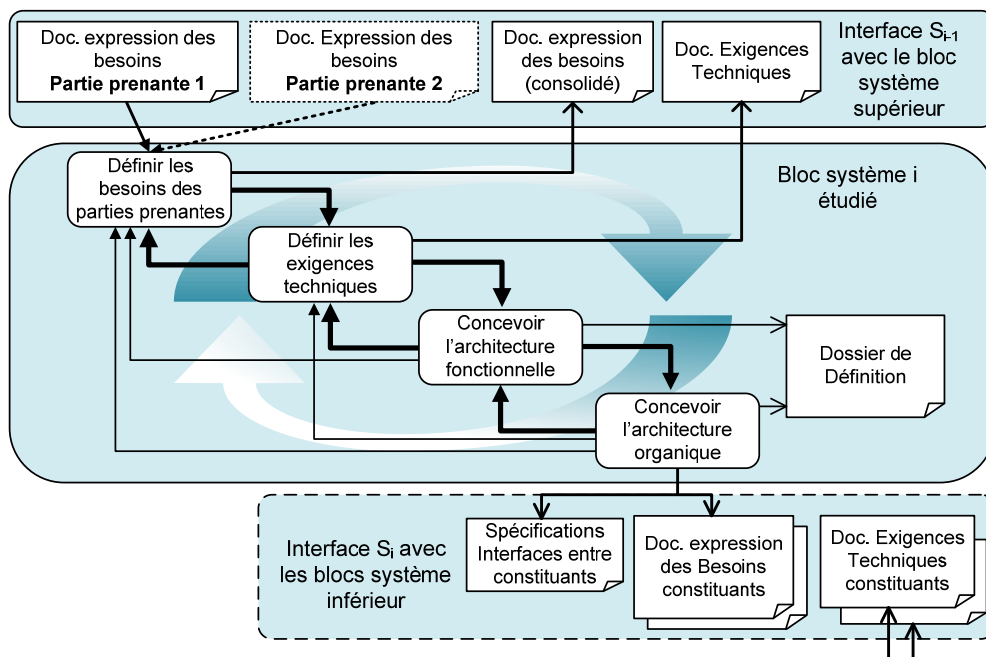 Doc. expression des
besoins
Partie prenante 1
Doc. Expression des
besoins
Partie prenante 2
Doc. expression
des besoins
(consolidé)
Doc. Exigences
Techniques
Interface Si-1
avec le bloc
système
supérieur
Définir les
besoins des
parties prenantes
Bloc système i
étudié
Définir les
exigences
techniques
Concevoir
l'architecture
fonctionnelle
Dossier de
Définition
Concevoir
l'architecture
organique
Interface Si avec
les blocs système
inférieur
Spécifications
Interfaces entre
constituants
Doc. expression
des Besoins
constituants
Doc. Exigences
Techniques
constituants